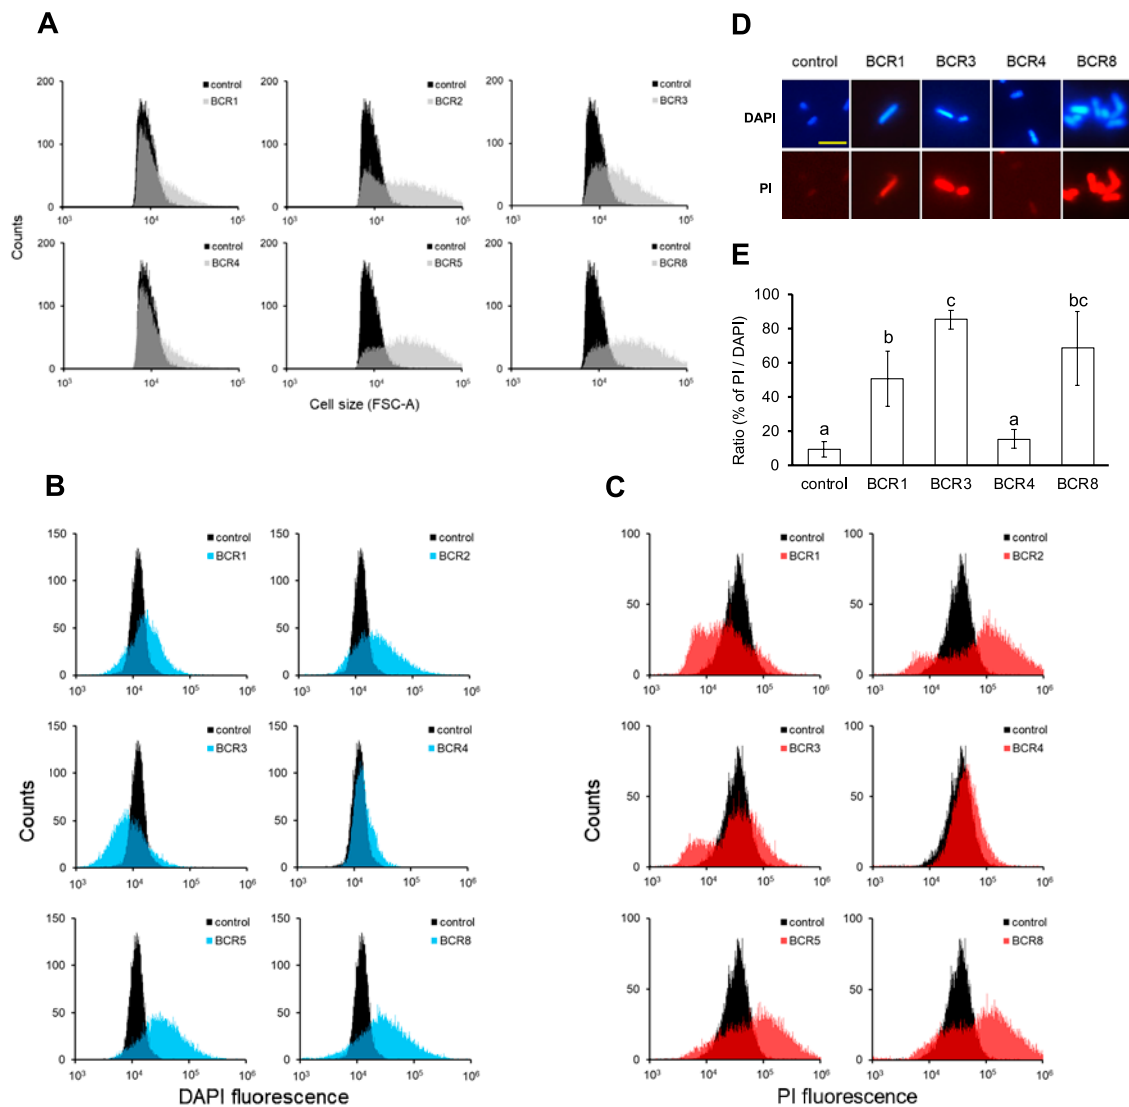 A
200
control
BCR1
100
0
10³
10⁴
10⁵
200
control
BCR2
100
0
10³
10⁴
10⁵
200
control
BCR3
100
0
10³
10⁴
10⁵
Counts
200
control
BCR4
100
0
10³
10⁴
10⁵
200
control
BCR5
100
0
10³
10⁴
10⁵
200
control
BCR8
100
0
10³
10⁴
10⁵
Cell size (FSC-A)
D
control BCR1 BCR3 BCR4 BCR8
DAPI
PI
E
Ratio (% of PI / DAPI)
100
80
60
40
20
0
a
b
c
a
bc
control BCR1 BCR3 BCR4 BCR8
B
150
control
BCR1
100
50
0
10³ 10⁴ 10⁵ 10⁶
150
control
BCR2
100
50
0
10³ 10⁴ 10⁵ 10⁶
Counts
150
control
BCR3
100
50
0
10³ 10⁴ 10⁵ 10⁶
150
control
BCR4
100
50
0
10³ 10⁴ 10⁵ 10⁶
150
control
BCR5
100
50
0
10³ 10⁴ 10⁵ 10⁶
150
control
BCR8
100
50
0
10³ 10⁴ 10⁵ 10⁶
DAPI fluorescence
C
100
control
BCR1
50
0
10³ 10⁴ 10⁵ 10⁶
100
control
BCR2
50
0
10³ 10⁴ 10⁵ 10⁶
Counts
100
control
BCR3
50
0
10³ 10⁴ 10⁵ 10⁶
100
control
BCR4
50
0
10³ 10⁴ 10⁵ 10⁶
100
control
BCR5
50
0
10³ 10⁴ 10⁵ 10⁶
100
control
BCR8
50
0
10³ 10⁴ 10⁵ 10⁶
PI fluorescence